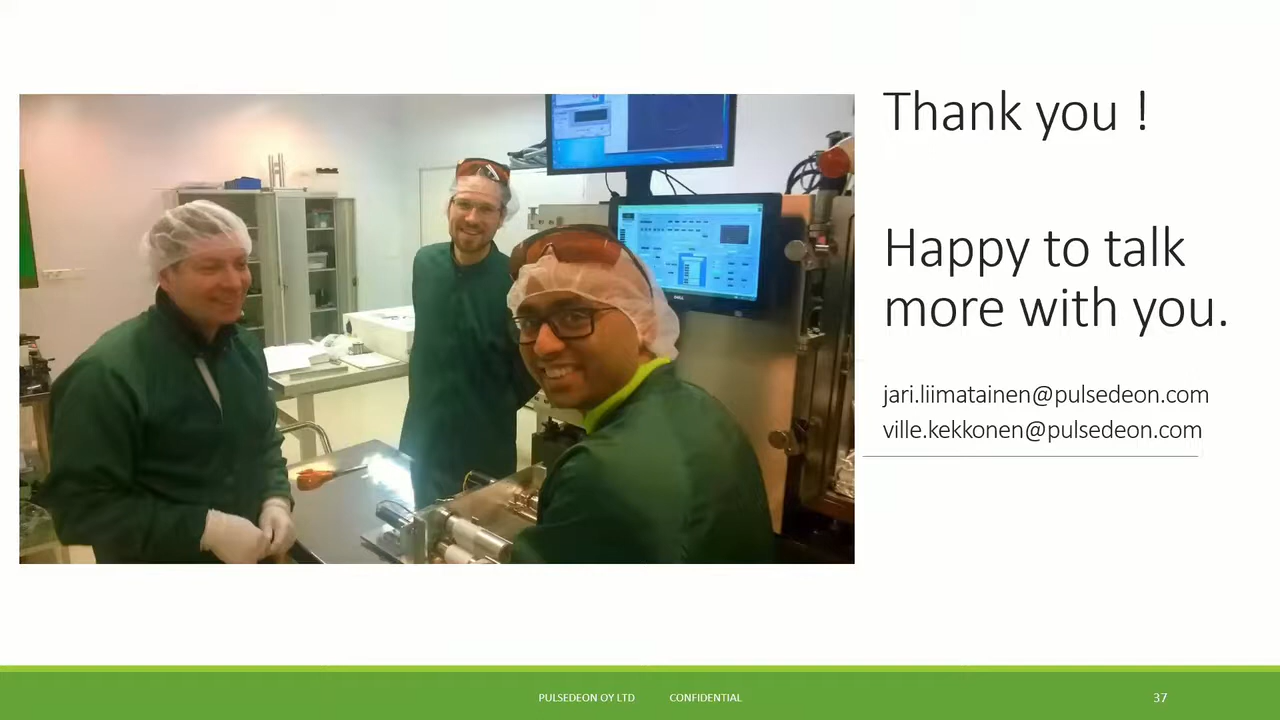 Thank you !
Happy to talk
more with you.
jari.liimatainen@pulsedeon.com
ville.kekkonen@pulsedeon.com
PULSEDEON OY LTD CONFIDENTIAL
37